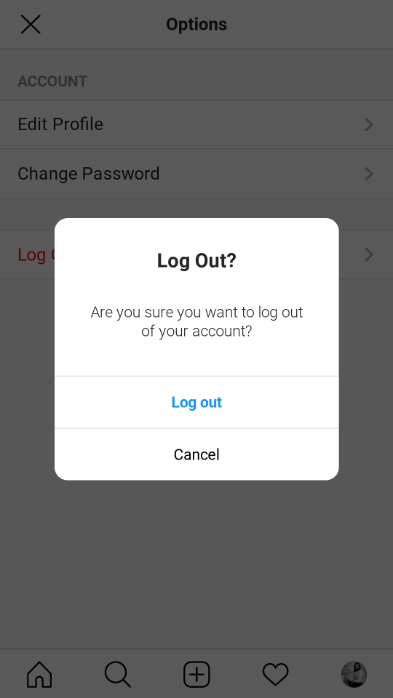 Options
ACCOUNT
Edit Profile
Change Password
Log
Log Out?
Are you sure you want to log out
of your account?
Log out
Cancel